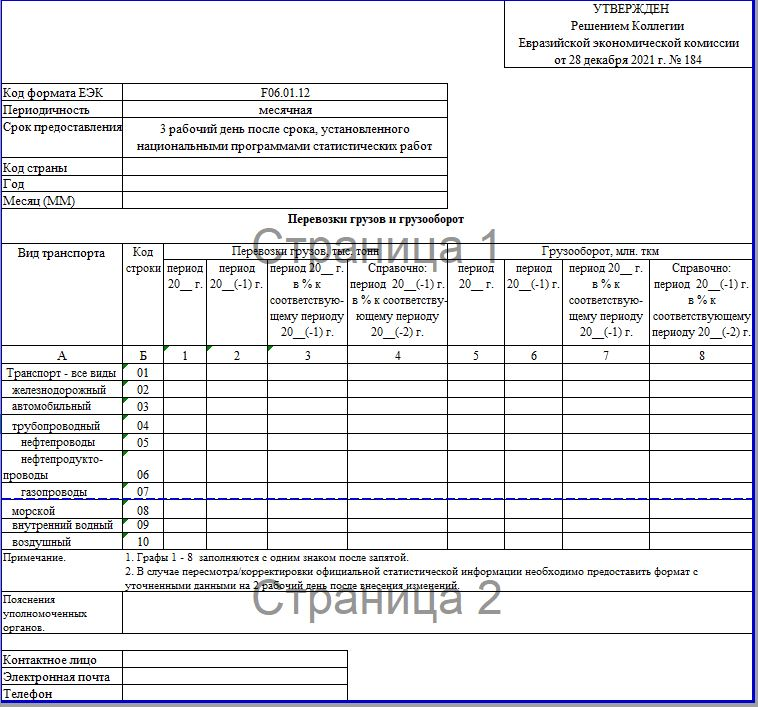 УТВЕРЖДЕН
Решением Коллегии
Евразийской экономической комиссии
от 28 декабря 2021 г. № 184
Код формата ЕЭК F06.01.12
Периодичность месячная
Срок предоставления 3 рабочий день после срока, установленного
национальными программами статистических работ
Код страны
Год
Месяц (ММ)
Перевозки грузов и грузооборот
Страница 1
Вид транспорта Код Перевозки грузов, тыс. тонн Грузооборот, млн. ткм
строки период период период 20__ г. Справочно: период период период 20__ г. Справочно:
20__ г. 20__(-1) г. в % к период 20__(-1) г. 20__ г. 20__(-1) г. в % к период 20__(-1) г.
соответствую- в % к соответству- соответствую- в % к
щему периоду ющему периоду щему периоду соответствующему
20__(-1) г. 20__(-2) г. 20__(-1) г. периоду 20__(-2) г.
А Б 1 2 3 4 5 6 7 8
Транспорт - все виды 01
железнодорожный 02
автомобильный 03
трубопроводный 04
нефтепроводы 05
нефтепродукто-
проводы 06
газопроводы 07
морской 08
внутренний водный 09
воздушный 10
Примечание. 1. Графы 1 - 8 заполняются с одним знаком после запятой.
2. В случае пересмотра/корректировки официальной статистической информации необходимо предоставить формат с
уточненными данными на 2 рабочий день после внесения изменений.
Страница 2
Пояснения
уполномоченных
органов.
Контактное лицо
Электронная почта
Телефон